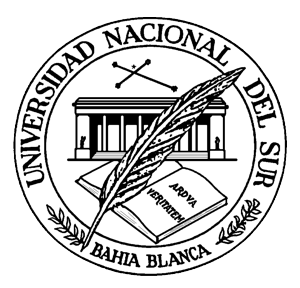 UNIVERSIDAD NACIONAL DEL SUR
ARDVA
VERITATEM
BAHIA BLANCA